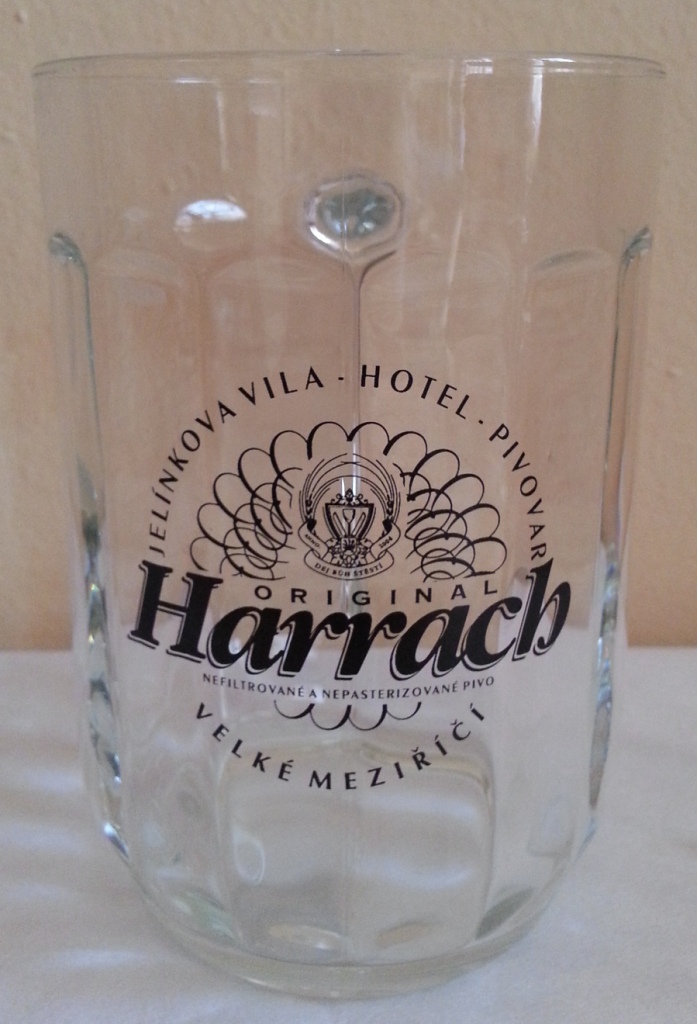 JELÍNKOVA VILA - HOTEL - PIVOVAR
DEJ BŮH ŠTĚSTÍ
ORIGINAL
Harrach
NEFILTROVANÉ A NEPASTERIZOVANÉ PIVO
VELKÉ MEZIŘÍČÍ